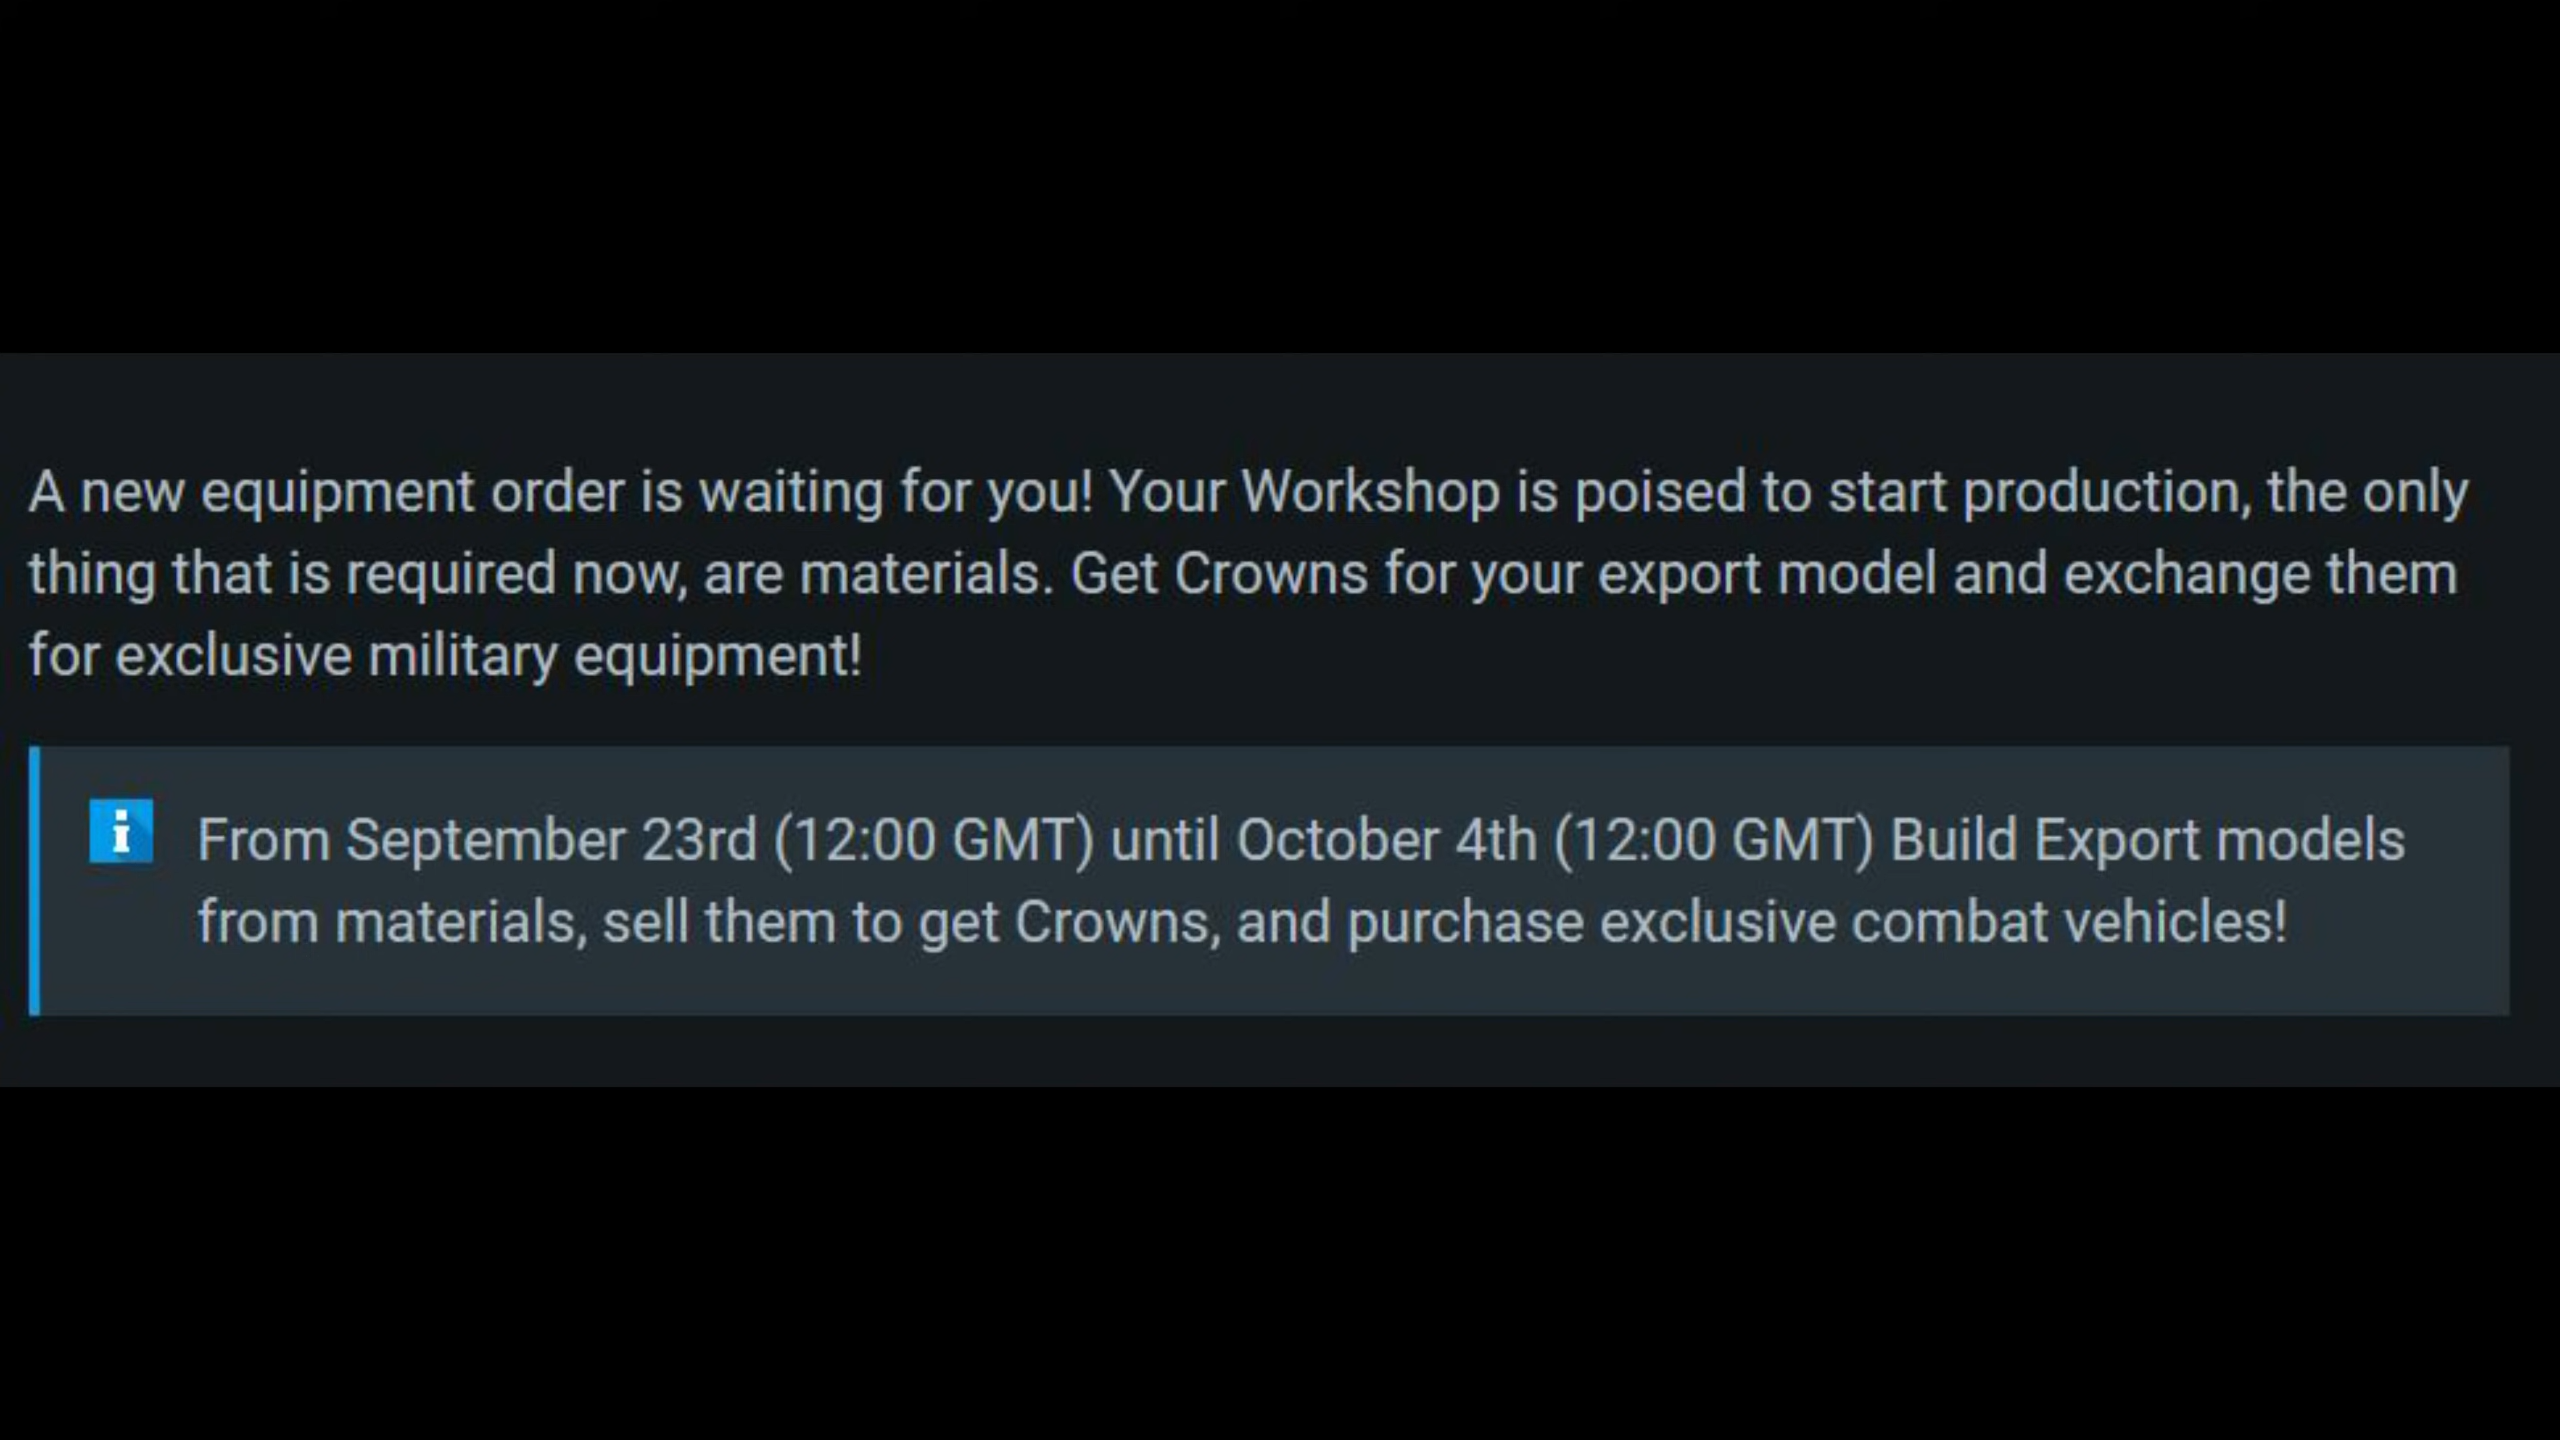 A new equipment order is waiting for you! Your Workshop is poised to start production, the only
thing that is required now, are materials. Get Crowns for your export model and exchange them
for exclusive military equipment!
From September 23rd (12:00 GMT) until October 4th (12:00 GMT) Build Export models
from materials, sell them to get Crowns, and purchase exclusive combat vehicles!